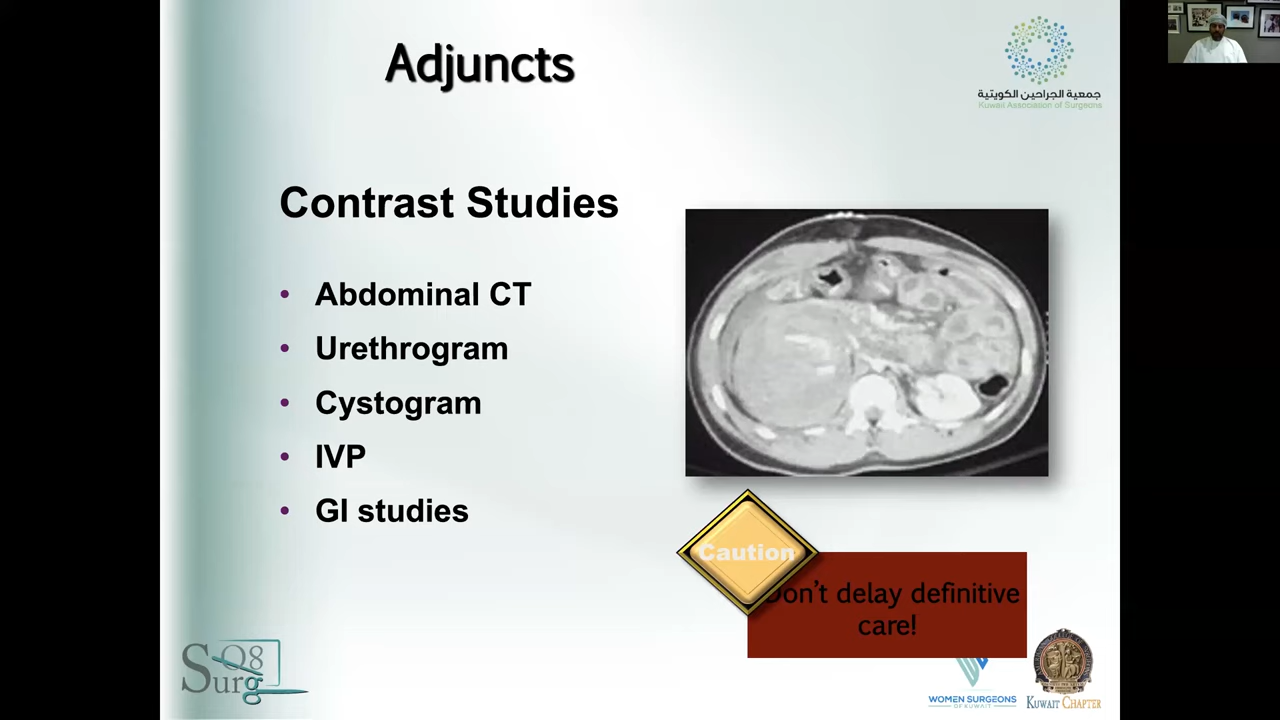 Adjuncts
جمعية الجراحين الكويتية
Kuwait Association of Surgeons
Contrast Studies
• Abdominal CT
• Urethrogram
• Cystogram
• IVP
• GI studies
Caution
Don't delay definitive
care!
Q8
Surg
WOMEN SURGEONS
OF KUWAIT
KUWAIT CHAPTER